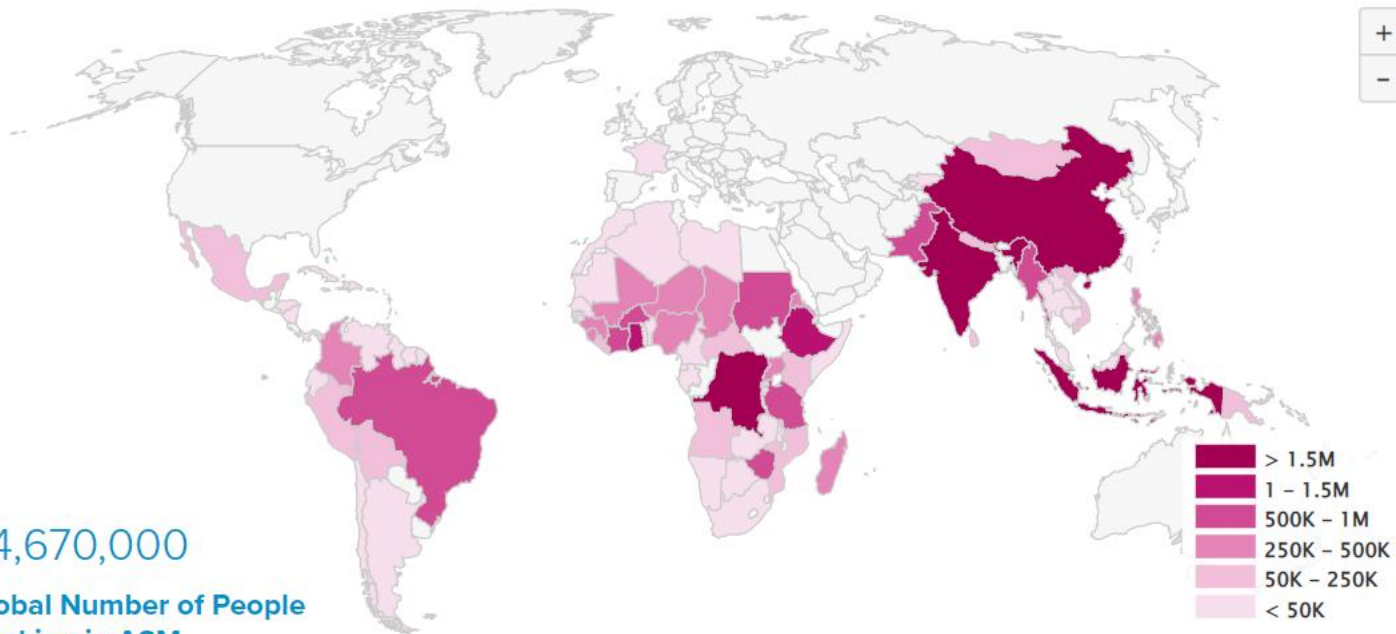 +
−
> 1.5M
1 – 1.5M
500K – 1M
250K – 500K
50K – 250K
< 50K
4,670,000
obal Number of People